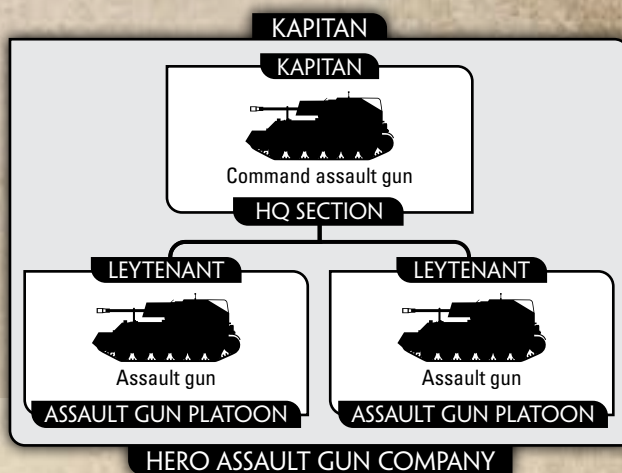 KAPITAN
KAPITAN
Command assault gun
HQ SECTION
LEYTENANT
Assault gun
ASSAULT GUN PLATOON
LEYTENANT
Assault gun
ASSAULT GUN PLATOON
HERO ASSAULT GUN COMPANY